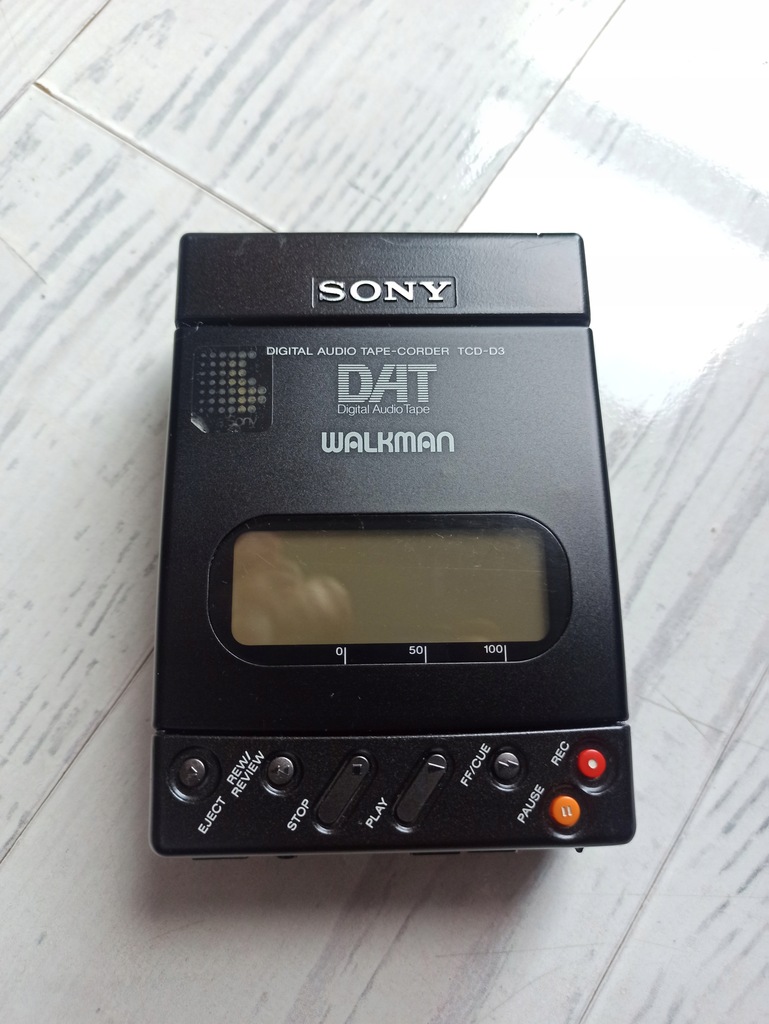 SONY
DIGITAL AUDIO TAPE-CORDER TCD-D3
DAT
Digital Audio Tape
WALKMAN
0 50 100
EJECT
REW/
REVIEW
STOP
PLAY
FF/CUE
PAUSE
REC